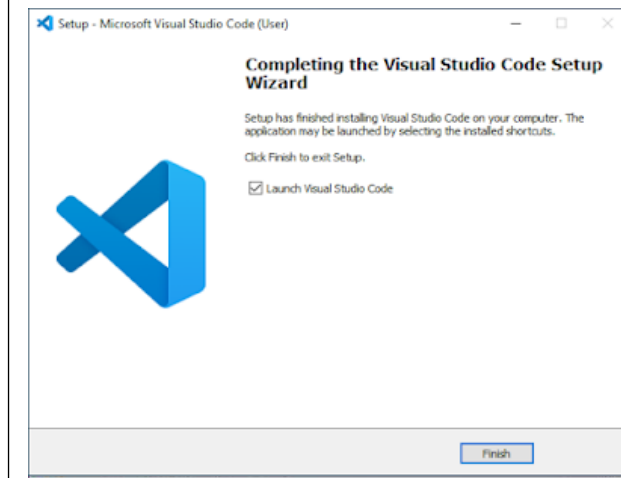 Setup - Microsoft Visual Studio Code (User)
Completing the Visual Studio Code Setup
Wizard
Setup has finished installing Visual Studio Code on your computer. The
application may be launched by selecting the installed shortcuts.
Click Finish to exit Setup.
Launch Visual Studio Code
Finish